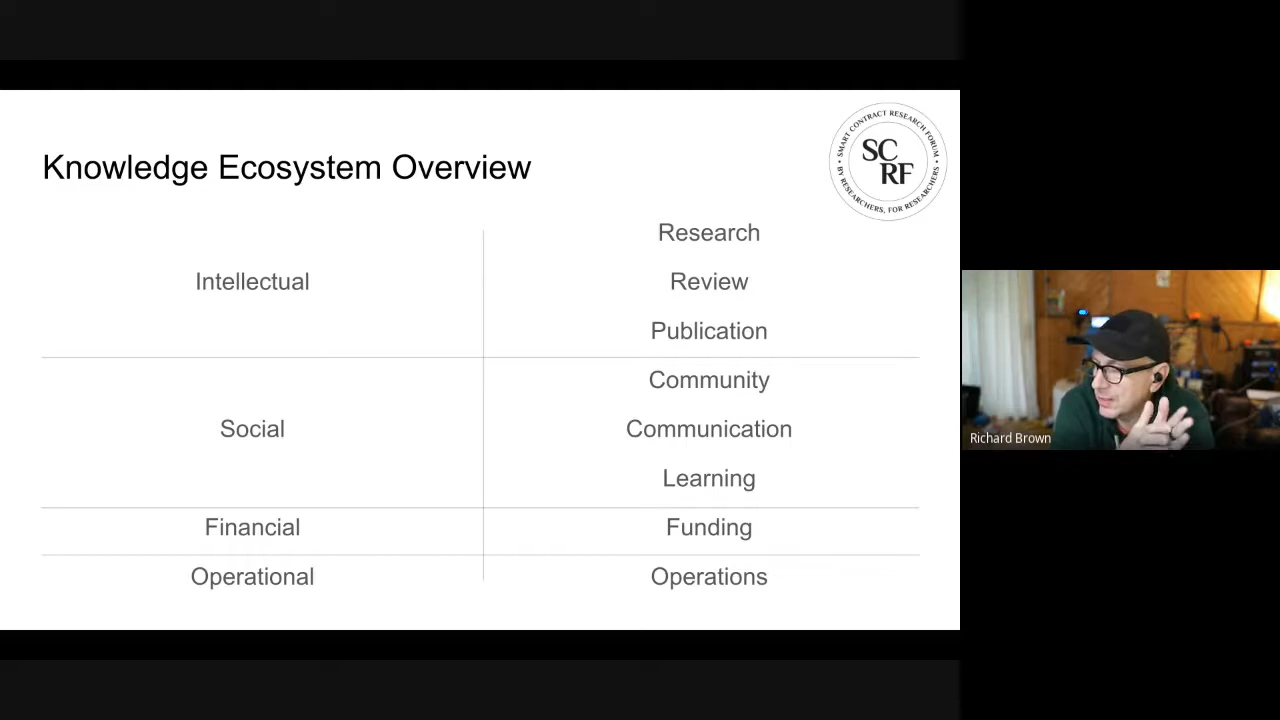 Knowledge Ecosystem Overview
• SMART CONTRACT RESEARCH FORUM •
SC
RF
BY RESEARCHERS, FOR RESEARCHERS
Research
Intellectual
Review
Publication
Community
Social
Communication
Learning
Financial
Funding
Operational
Operations
Richard Brown